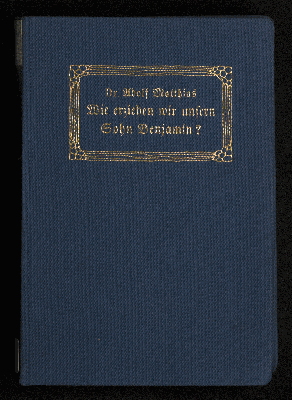 Dr Adolf Matthias
Wie erziehen wir unsern
Sohn Benjamin?